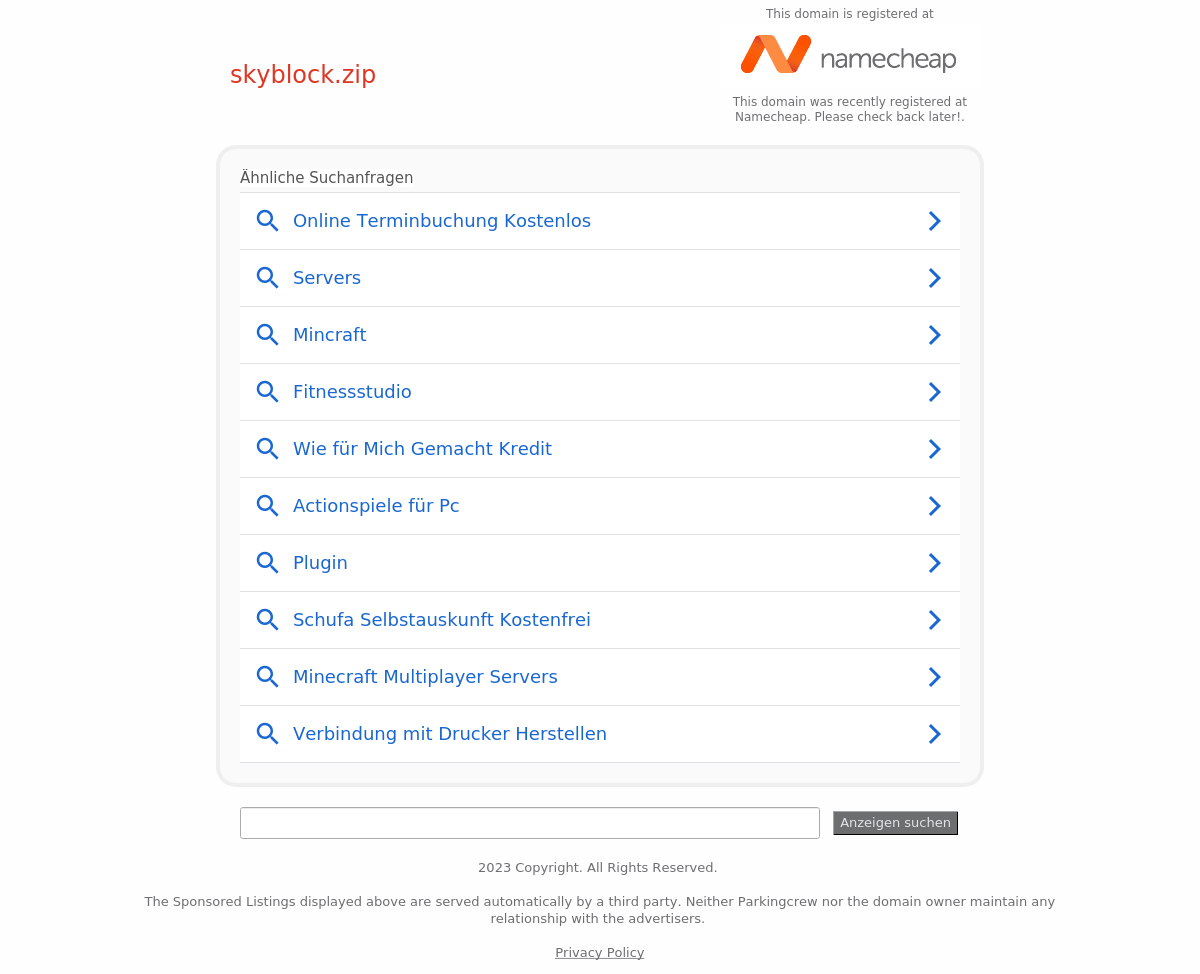 This domain is registered at
namecheap
skyblock.zip
This domain was recently registered at
Namecheap. Please check back later!.
Ähnliche Suchanfragen
Online Terminbuchung Kostenlos
Servers
Mincraft
Fitnessstudio
Wie für Mich Gemacht Kredit
Actionspiele für Pc
Plugin
Schufa Selbstauskunft Kostenfrei
Minecraft Multiplayer Servers
Verbindung mit Drucker Herstellen
Anzeigen suchen
2023 Copyright. All Rights Reserved.
The Sponsored Listings displayed above are served automatically by a third party. Neither Parkingcrew nor the domain owner maintain any
relationship with the advertisers.
Privacy Policy